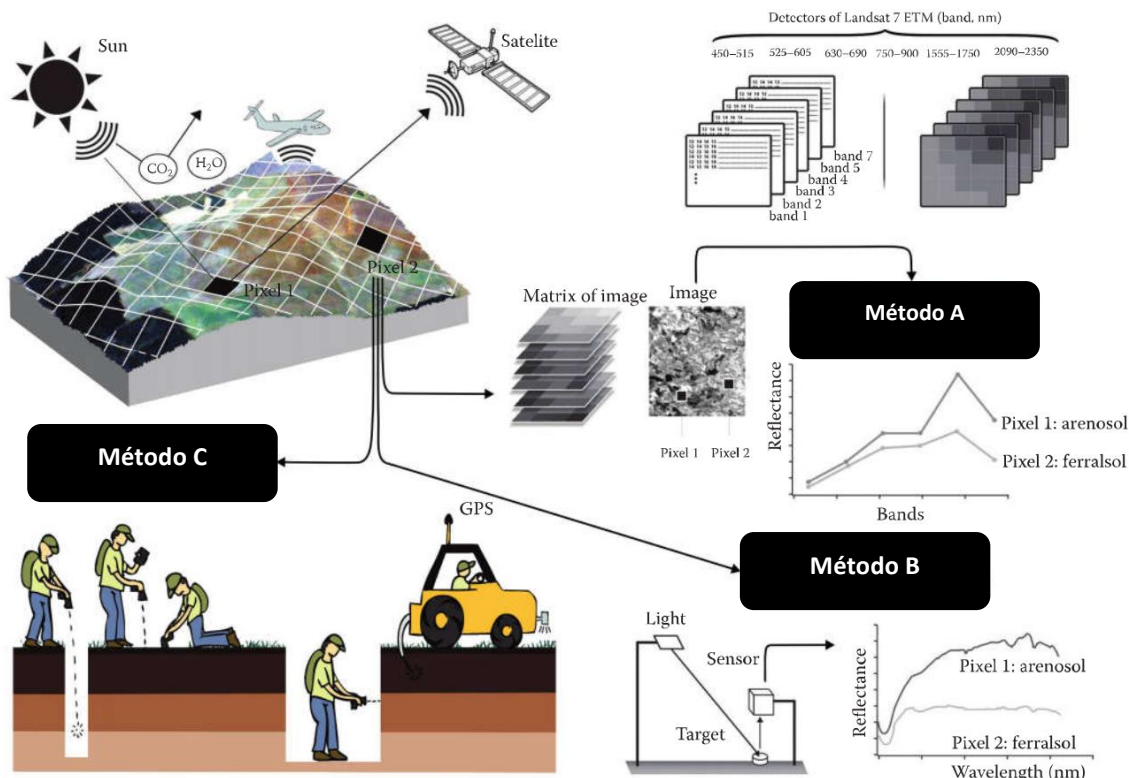 Detectors of Landsat 7 ETM (band, nm)
450–515 525–605 630–690 750–900 1555–1750 2090–2350
Sun
Satelite
CO2
H2O
band 7
band 5
band 4
band 3
band 2
band 1
Pixel 1
Pixel 2
Matrix of image
Image
Pixel 1 Pixel 2
Método A
Reflectance
Pixel 1: arenosol
Pixel 2: ferralsol
Bands
Método C
GPS
Método B
Light
Sensor
Target
Reflectance
Pixel 1: arenosol
Pixel 2: ferralsol
Wavelength (nm)